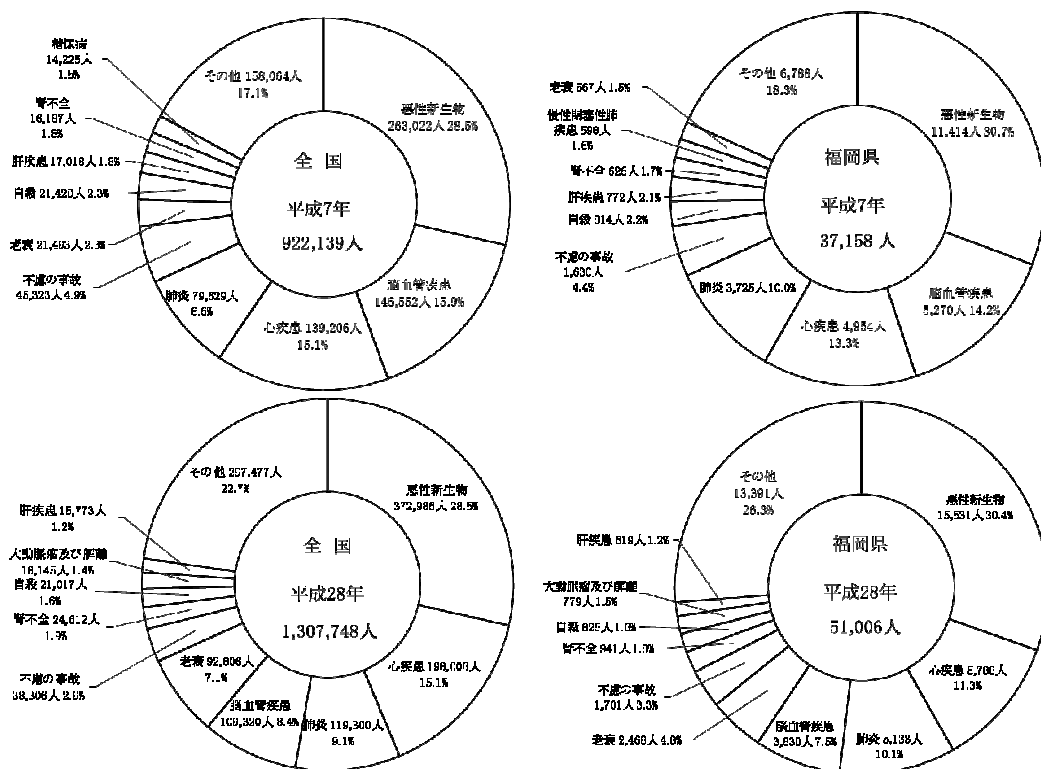 糖尿病
14,225人
1.5%
その他 158,064人
17.1%
悪性新生物
263,022人 28.5%
腎不全
16,187人
1.8%
肝疾患 17,018人 1.8%
自殺 21,420人 2.3%
老衰 21,493人 2.3%
不慮の事故
45,323人 4.9%
肺炎 79,629人
8.6%
心疾患 139,206人
15.1%
脳血管疾患
146,552人 15.9%
全 国
平成7年
922,139人
その他 6,788人
18.3%
老衰 567人 1.5%
慢性閉塞性肺
疾患 598人
1.6%
悪性新生物
11,414人 30.7%
腎不全 626人 1.7%
肝疾患 772人 2.1%
自殺 814人 2.2%
不慮の事故
1,630人
4.4%
肺炎 3,725人 10.0%
心疾患 4,954人
13.3%
脳血管疾患
5,270人 14.2%
福岡県
平成7年
37,158 人
その他 297,477人
22.7%
悪性新生物
372,986人 28.5%
肝疾患 15,773人
1.2%
大動脈瘤及び解離
18,145人 1.4%
自殺 21,017人
1.6%
腎不全 24,612人
1.9%
不慮の事故
38,306人 2.9%
老衰 92,806人
7.1%
脳血管疾患
109,320人 8.4%
肺炎 119,300人
9.1%
心疾患 198,006人
15.1%
全 国
平成28年
1,307,748人
その他
13,391人
26.3%
悪性新生物
15,531人 30.4%
肝疾患 619人 1.2%
大動脈瘤及び解離
779人 1.5%
自殺 825人 1.6%
腎不全
不慮の事故
1,701人 3.3%
老衰
脳血管疾患
3,830人 7.5%
肺炎 5,138人
10.1%
心疾患
11.3%
福岡県
平成28年
51,006人